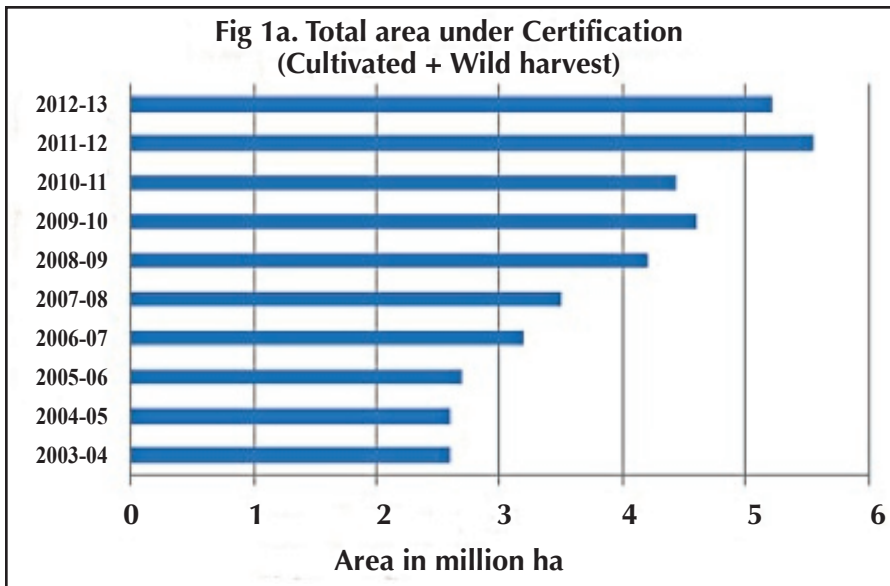 Fig 1a. Total area under Certification
(Cultivated + Wild harvest)
2012-13
2011-12
2010-11
2009-10
2008-09
2007-08
2006-07
2005-06
2004-05
2003-04
0 1 2 3 4 5 6
Area in million ha